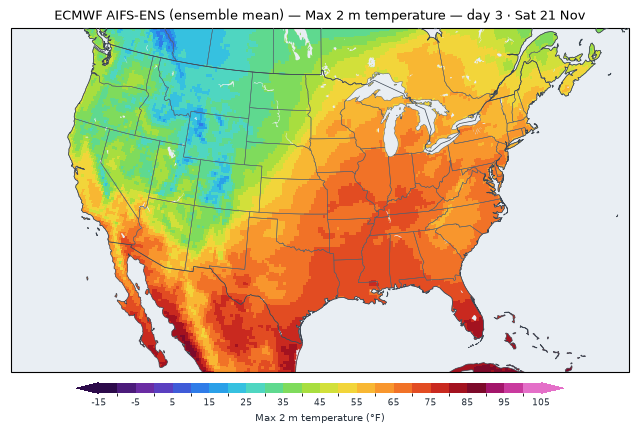 ECMWF AIFS-ENS (ensemble mean) — Max 2 m temperature — day 3 · Sat 21 Nov
-15 -5 5 15 25 35 45 55 65 75 85 95 105
Max 2 m temperature (°F)